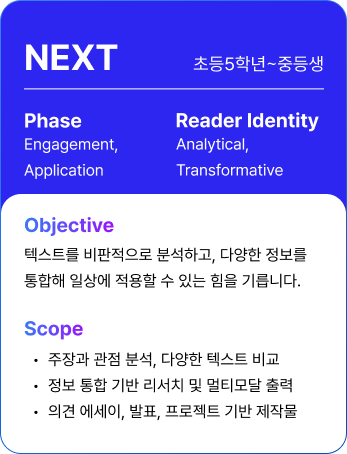 NEXT
초등5학년~중등생
Phase
Reader Identity
Engagement,
Application
Analytical,
Transformative
Objective
텍스트를 비판적으로 분석하고, 다양한 정보를
통합해 일상에 적용할 수 있는 힘을 기릅니다.
Scope
• 주장과 관점 분석, 다양한 텍스트 비교
• 정보 통합 기반 리서치 및 멀티모달 출력
• 의견 에세이, 발표, 프로젝트 기반 제작물